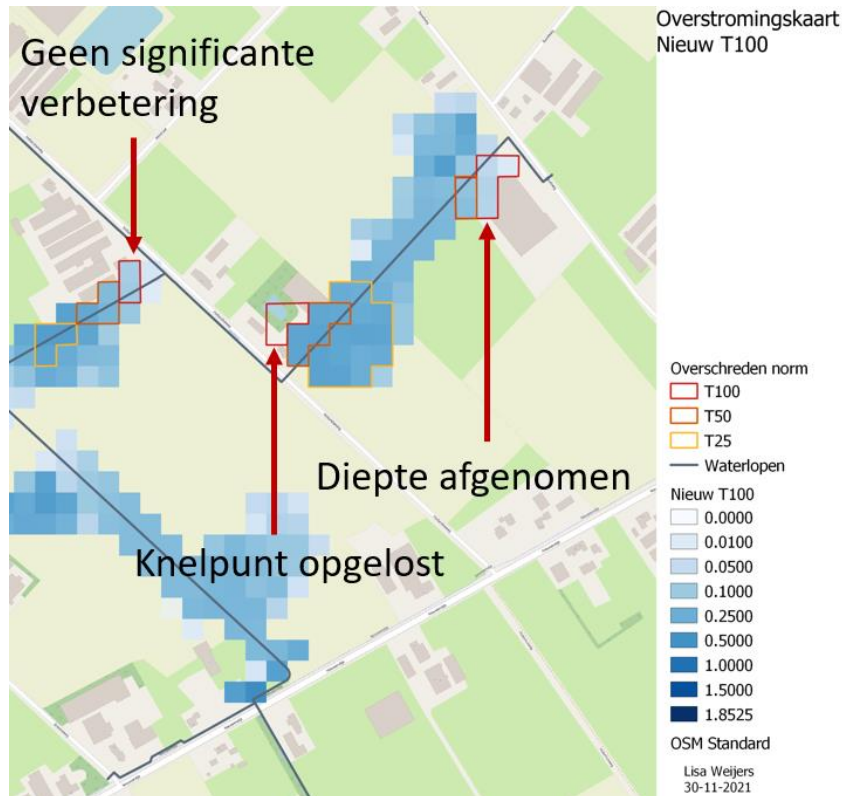 Overstromingskaart
Nieuw T100
Geen significante
verbetering
Diepte afgenomen
Knelpunt opgelost
Overschreden norm
T100
T50
T25
Waterlopen
Nieuw T100
0.0000
0.0100
0.0500
0.1000
0.2500
0.5000
1.0000
1.5000
1.8525
OSM Standard
Lisa Weijers
30-11-2021